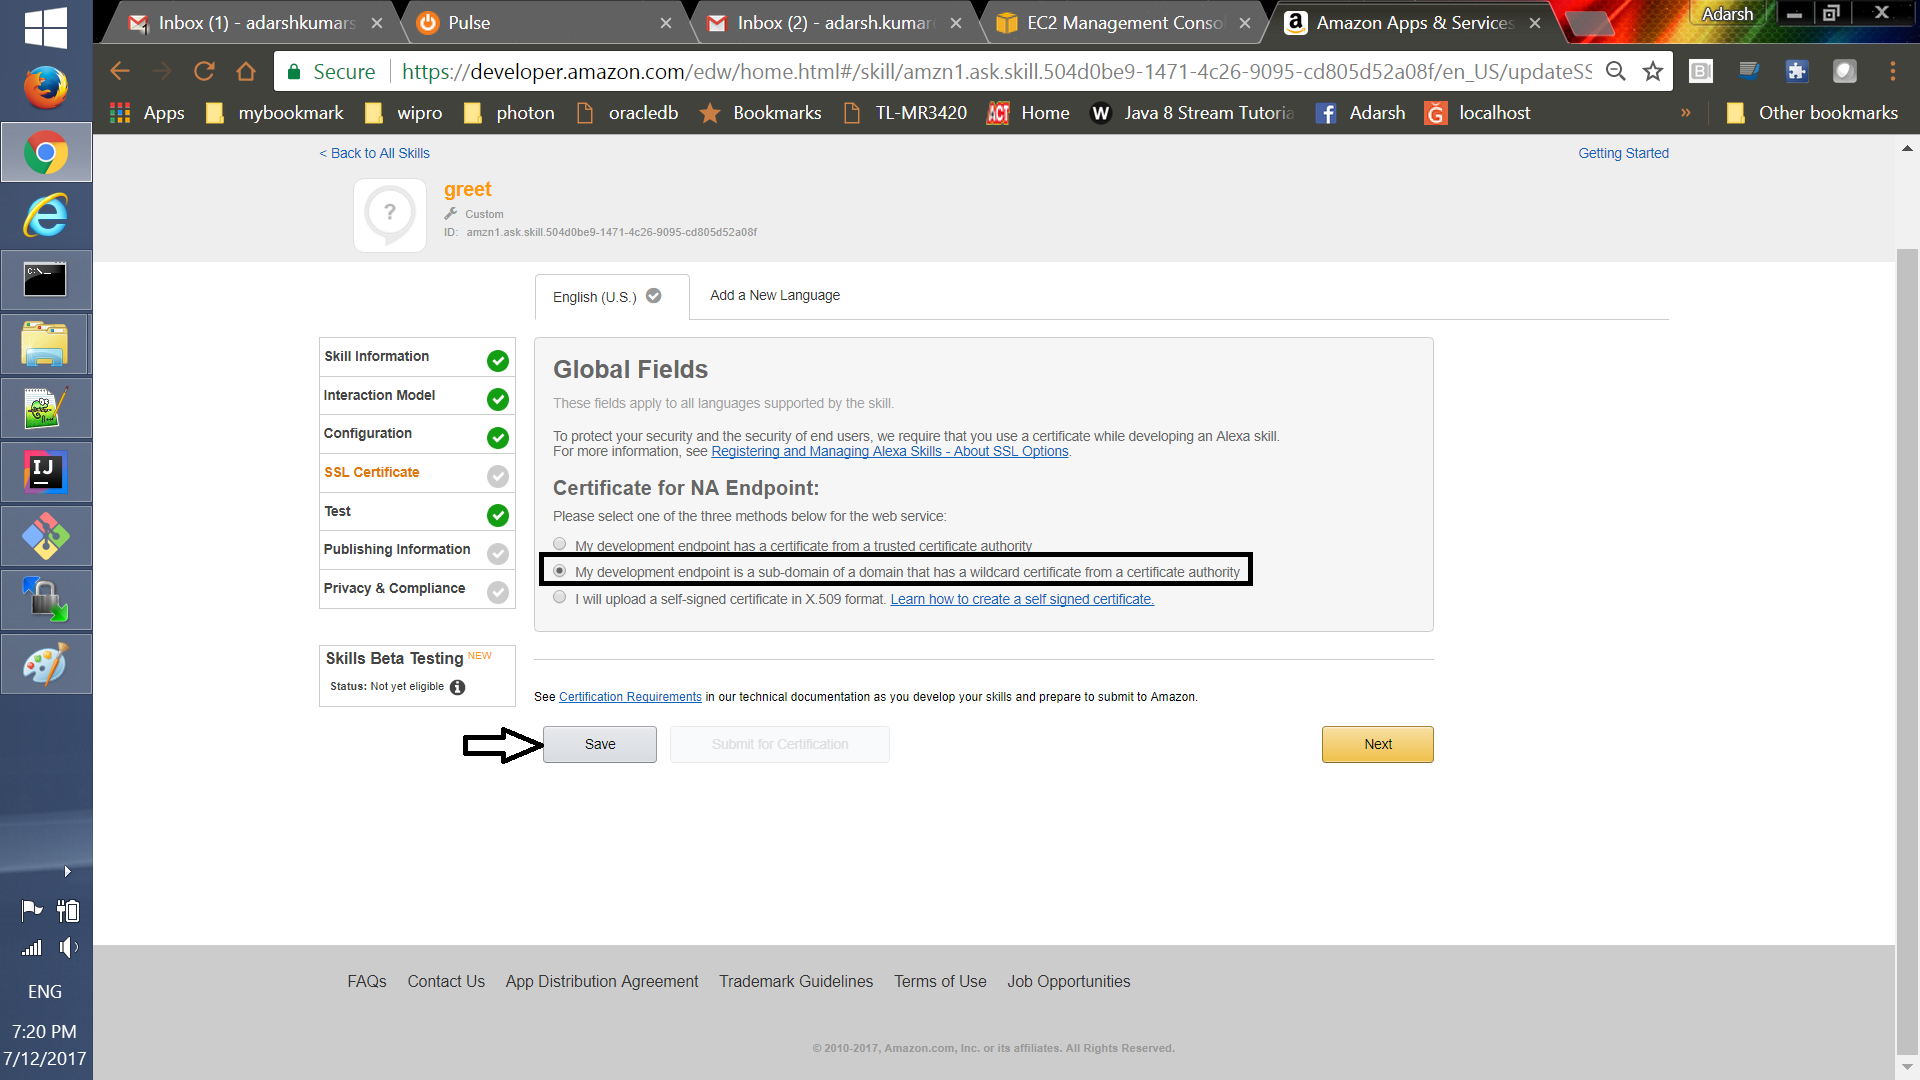 Inbox (1) - adarshkumars
Pulse
Inbox (2) - adarsh.kumar
EC2 Management Conso
Amazon Apps & Services
Adarsh
Secure
https://developer.amazon.com/edw/home.html#/skill/amzn1.ask.skill.504d0be9-1471-4c26-9095-cd805d52a08f/en_US/updateSS
Apps
mybookmark
wipro
photon
oracledb
Bookmarks
TL-MR3420
ACT
Home
W
Java 8 Stream Tutoria
Adarsh
localhost
»
Other bookmarks
< Back to All Skills
Getting Started
greet
Custom
ID: amzn1.ask.skill.504d0be9-1471-4c26-9095-cd805d52a08f
English (U.S.)
Add a New Language
Skill Information
Interaction Model
Configuration
SSL Certificate
Test
Publishing Information
Privacy & Compliance
Skills Beta Testing NEW
Status: Not yet eligible
Global Fields
These fields apply to all languages supported by the skill.
To protect your security and the security of end users, we require that you use a certificate while developing an Alexa skill.
For more information, see Registering and Managing Alexa Skills - About SSL Options.
Certificate for NA Endpoint:
Please select one of the three methods below for the web service:
My development endpoint has a certificate from a trusted certificate authority
My development endpoint is a sub-domain of a domain that has a wildcard certificate from a certificate authority
I will upload a self-signed certificate in X.509 format. Learn how to create a self signed certificate.
See Certification Requirements in our technical documentation as you develop your skills and prepare to submit to Amazon.
Save
Submit for Certification
Next
FAQs
Contact Us
App Distribution Agreement
Trademark Guidelines
Terms of Use
Job Opportunities
© 2010-2017, Amazon.com, Inc. or its affiliates. All Rights Reserved.
IJ
ENG
7:20 PM
7/12/2017